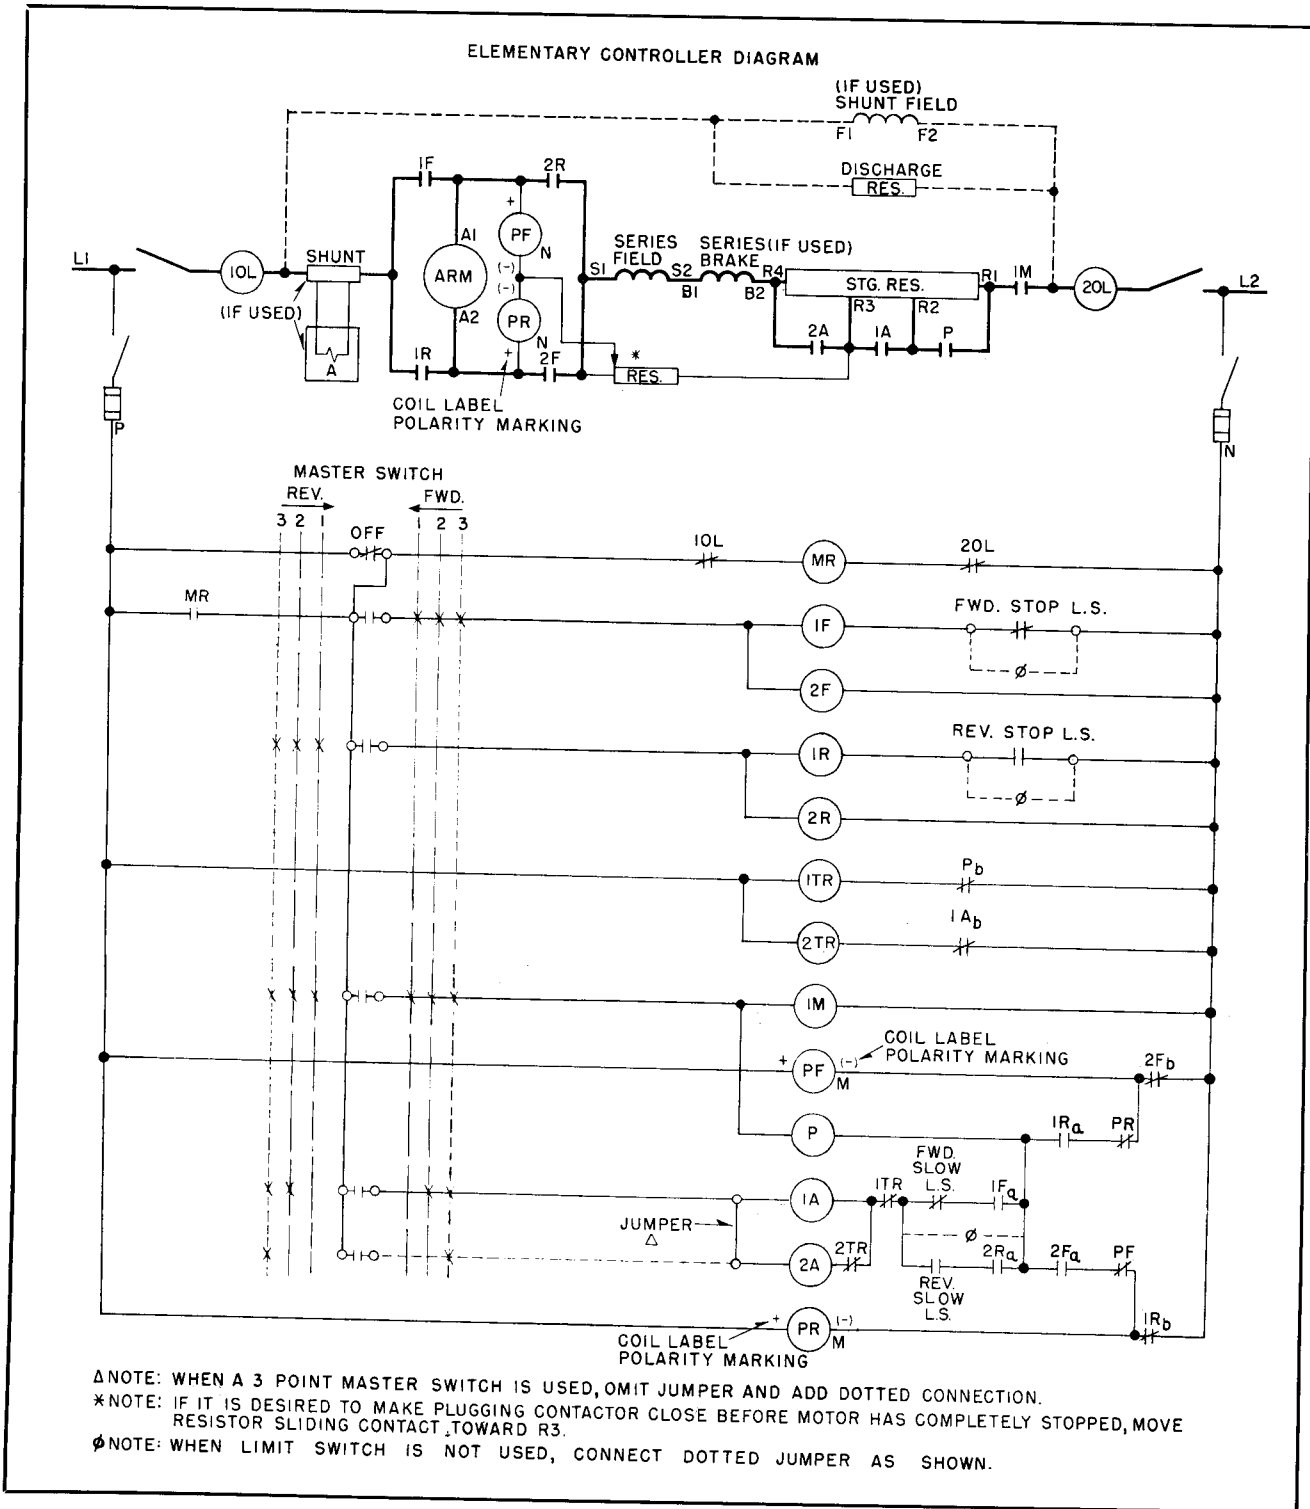 ELEMENTARY CONTROLLER DIAGRAM
(IF USED)
SHUNT FIELD
F1 F2
DISCHARGE
RES.
1F 2R
+
A1 PF N
L1 10L SHUNT
ARM
(-)
(-)
S1 SERIES FIELD S2
B1 SERIES (IF USED) BRAKE B2
R4 STG. RES. R1 1M
20L L2
R3 R2
(IF USED)
A2 PR N
+
A
1R 2F
*
RES.
2A 1A P
COIL LABEL
POLARITY MARKING
P
N
MASTER SWITCH
REV. FWD.
3 2 1 OFF 1 2 3
10L MR 20L
MR 1F FWD. STOP L.S.
ø
2F
1R REV. STOP L.S.
ø
2R
1TR Pb
2TR 1Ab
1M
COIL LABEL
POLARITY MARKING
+ PF (-) M 2Fb
P 1Ra PR
1A 1TR FWD. SLOW L.S. 1Fa
JUMPER
Δ
ø
2A 2TR REV. SLOW L.S. 2Ra 2Fa PF
+ PR (-) M 1Rb
COIL LABEL
POLARITY MARKING
Δ NOTE: WHEN A 3 POINT MASTER SWITCH IS USED, OMIT JUMPER AND ADD DOTTED CONNECTION.
* NOTE: IF IT IS DESIRED TO MAKE PLUGGING CONTACTOR CLOSE BEFORE MOTOR HAS COMPLETELY STOPPED, MOVE
RESISTOR SLIDING CONTACT TOWARD R3.
ø NOTE: WHEN LIMIT SWITCH IS NOT USED, CONNECT DOTTED JUMPER AS SHOWN.